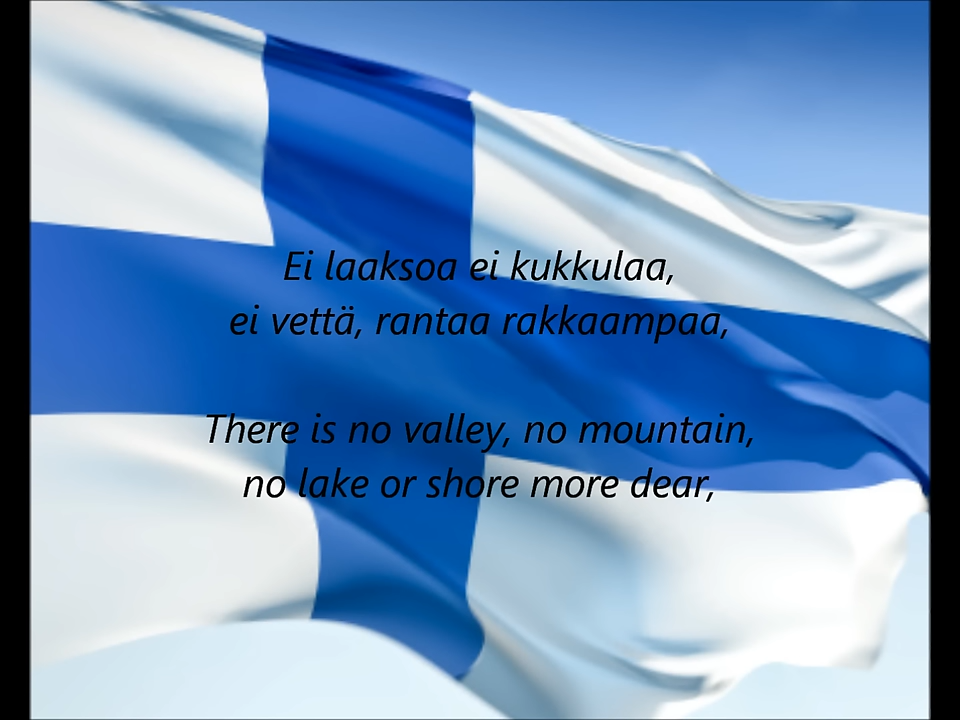 Ei laaksoa ei kukkulaa,
ei vettä, rantaa rakkaampaa,
There is no valley, no mountain,
no lake or shore more dear,